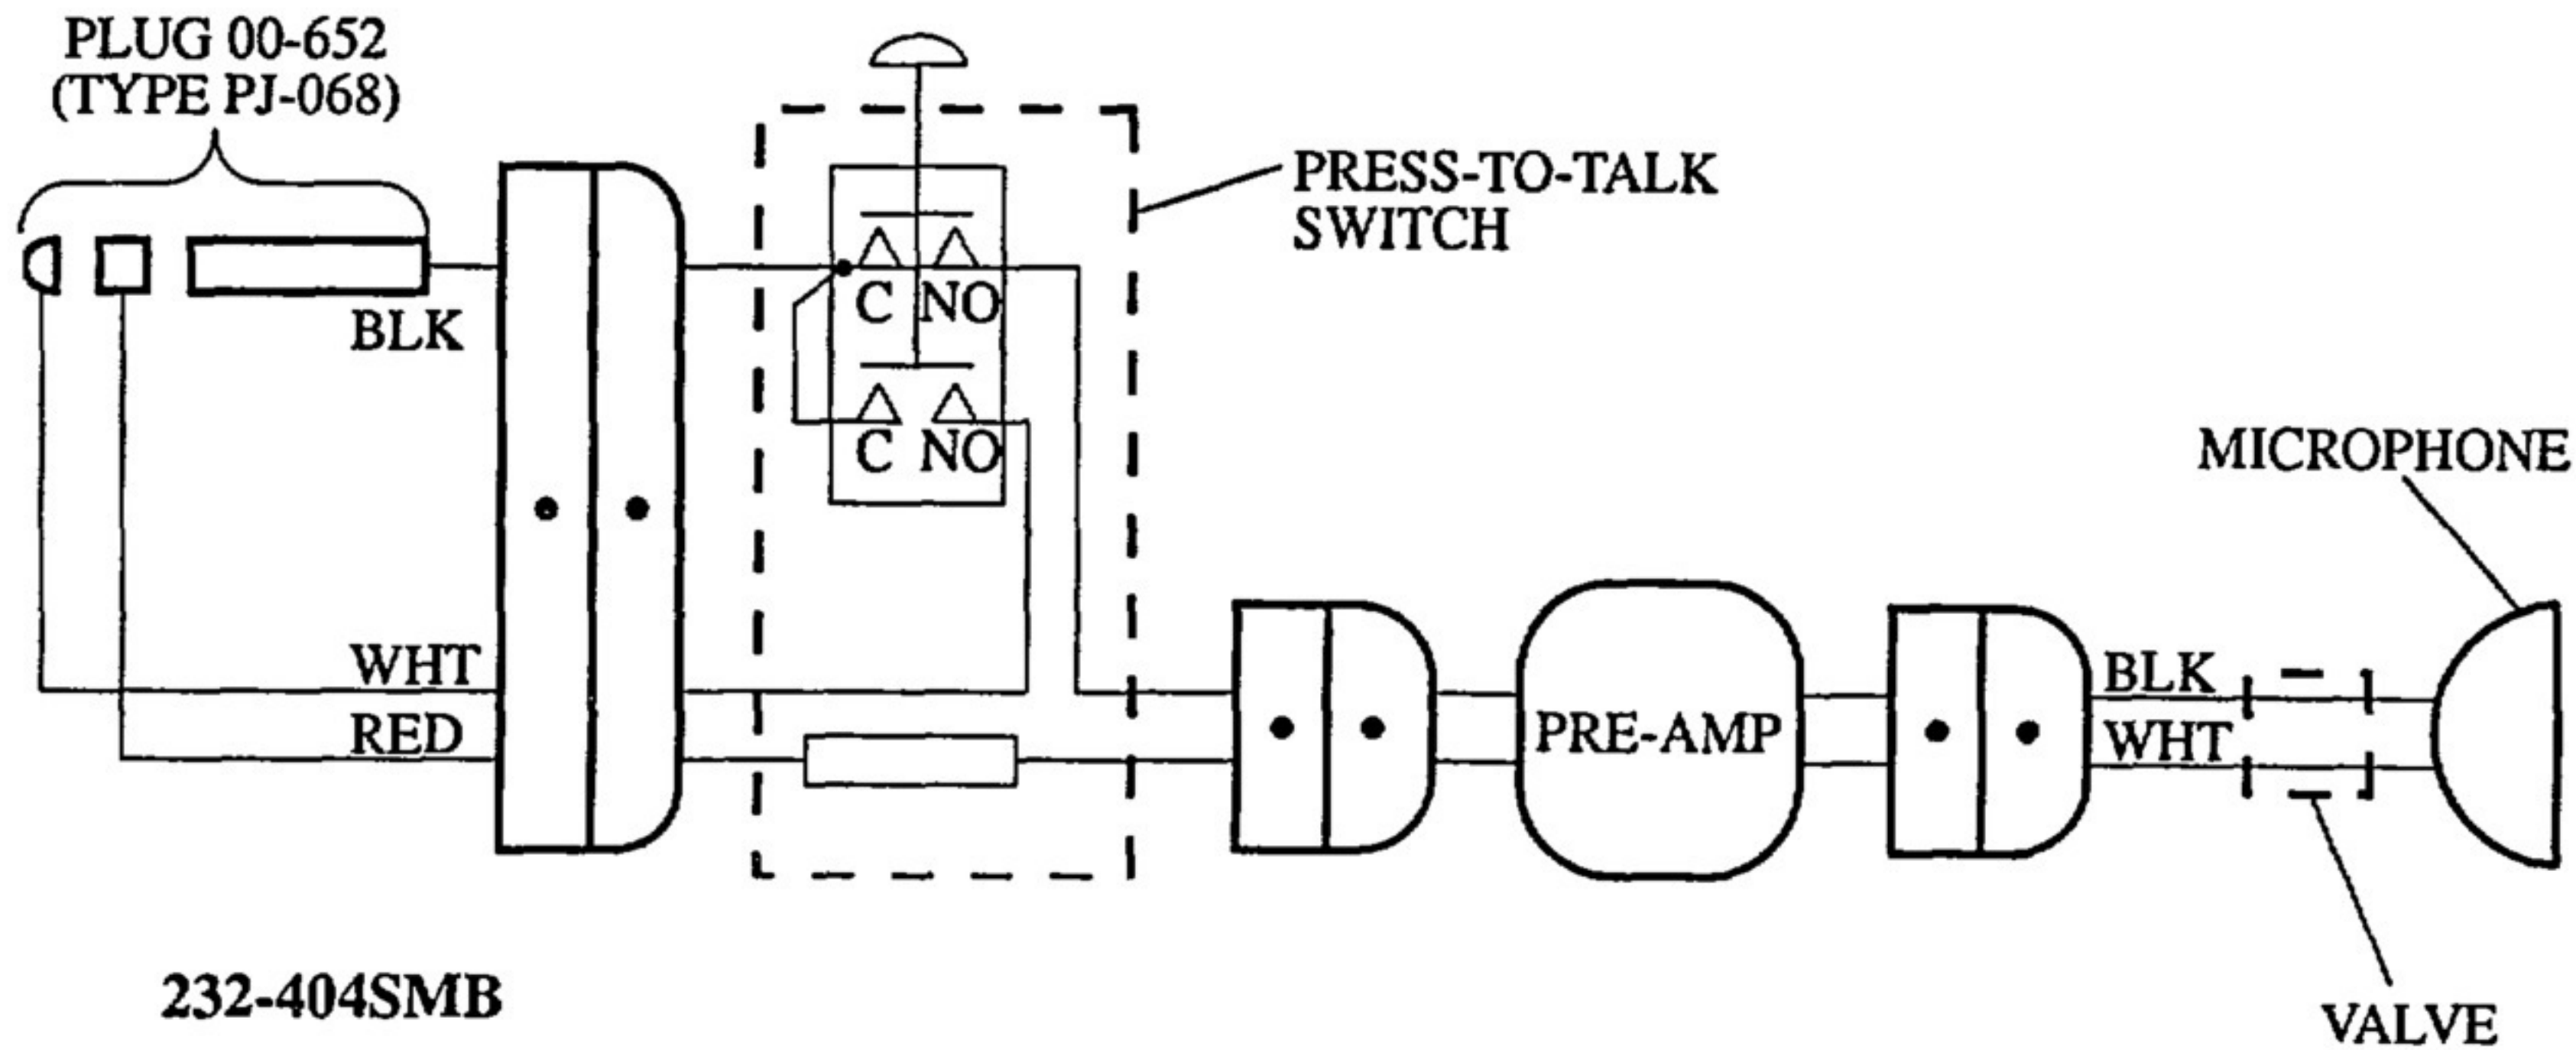 PLUG 00-652
(TYPE PJ-068)
PRESS-TO-TALK
SWITCH
C NO
BLK
C NO
MICROPHONE
WHT
RED
PRE-AMP
BLK
WHT
232-404SMB
VALVE